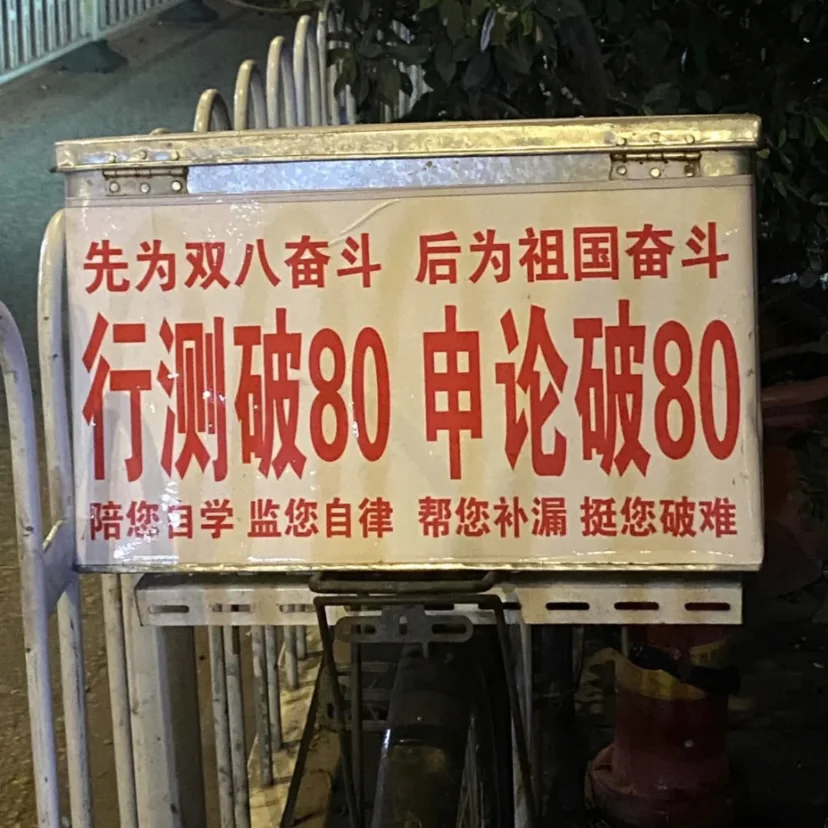 先为双八奋斗 后为祖国奋斗
行测破80 申论破80
陪您自学 监您自律 帮您补漏 挺您破难